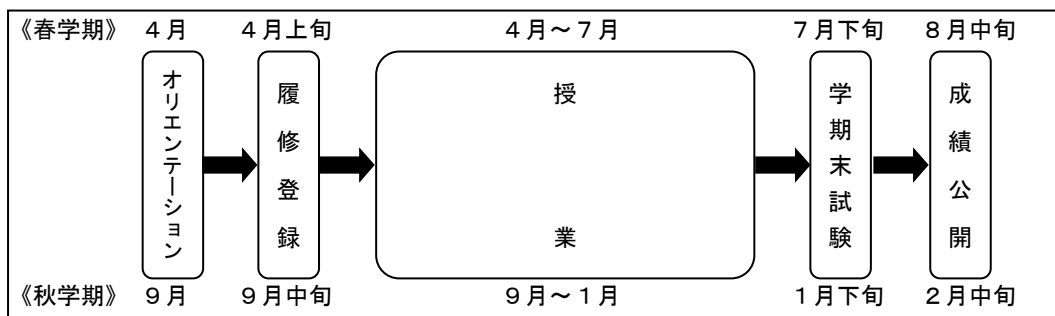 《春学期》 4月 4月上旬 4月～7月 7月下旬 8月中旬
オリエンテーション
履修登録
授業
学期末試験
成績公開
《秋学期》 9月 9月中旬 9月～1月 1月下旬 2月中旬